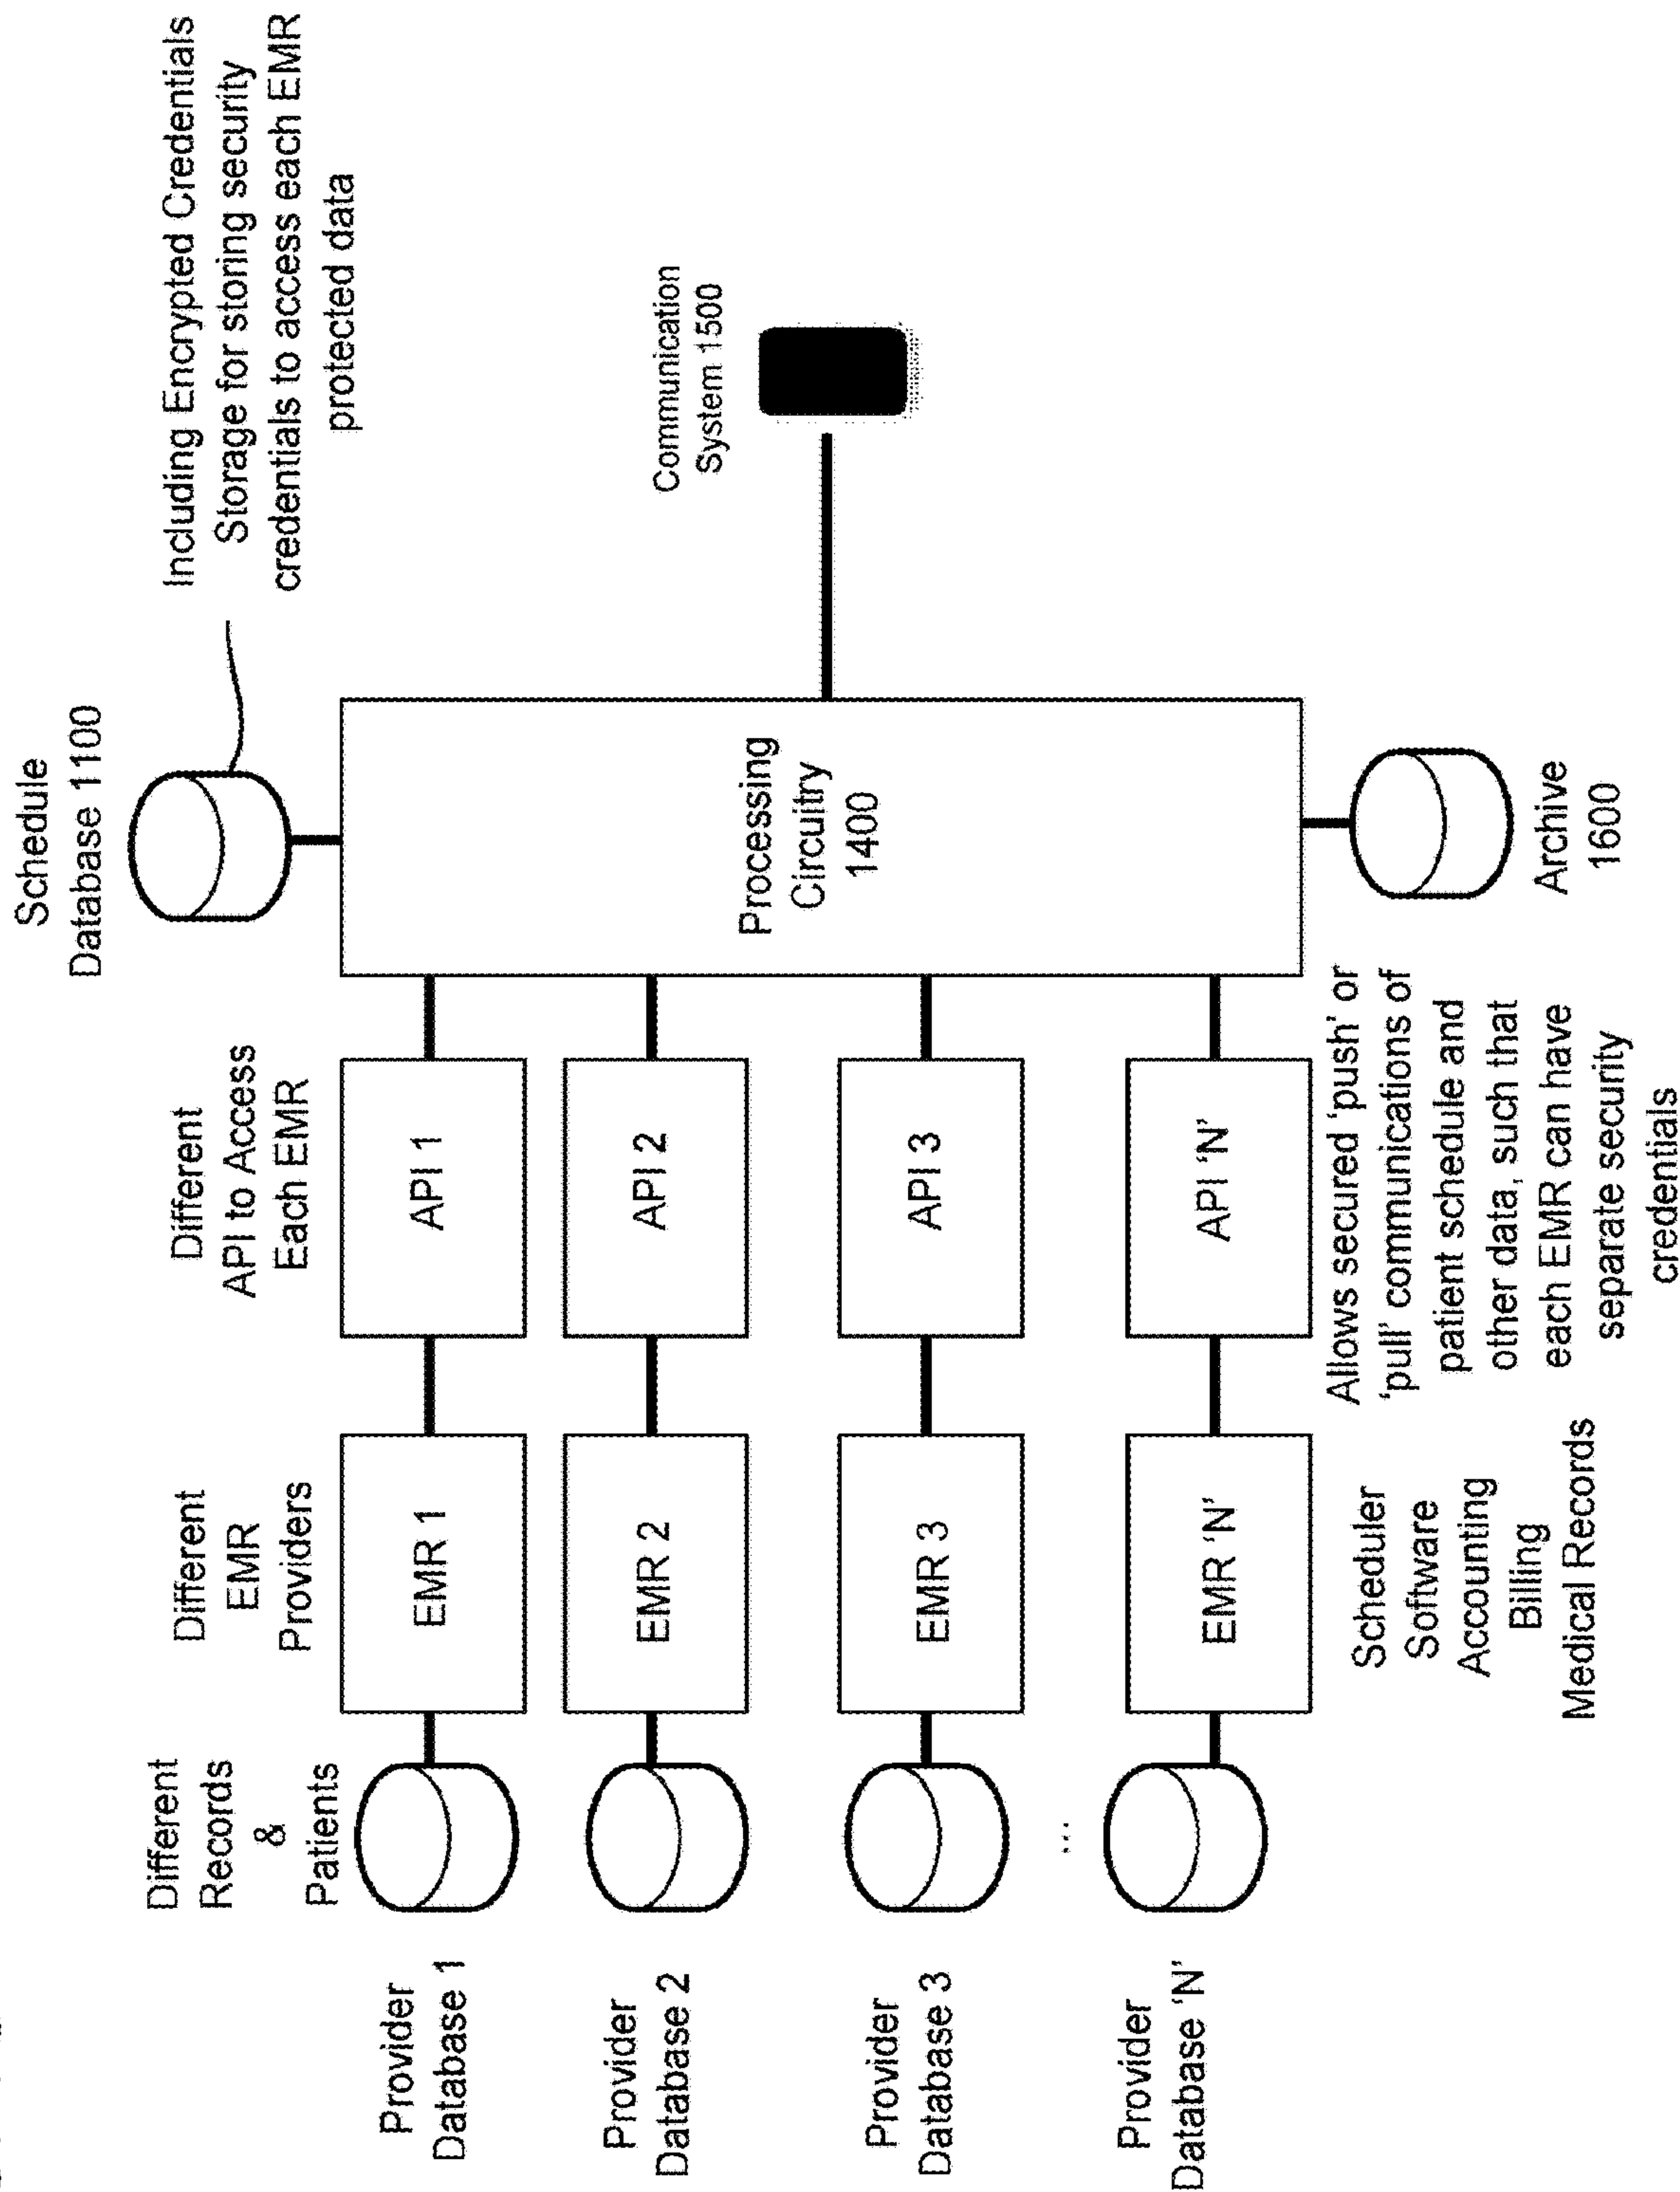 Schedule
Database 1100
Including Encrypted Credentials
Storage for storing security
credentials to access each EMR
protected data
Different
Records
&
Patients
Different
EMR
Providers
Different
API to Access
Each EMR
Provider
Database 1
EMR 1
API 1
Provider
Database 2
EMR 2
API 2
Provider
Database 3
EMR 3
API 3
...
Provider
Database 'N'
EMR 'N'
API 'N'
Processing
Circuitry
1400
Communication
System 1500
Scheduler
Software
Accounting
Billing
Medical Records
Allows secured 'push' or
'pull' communications of
patient schedule and
other data, such that
each EMR can have
separate security
credentials
Archive
1600